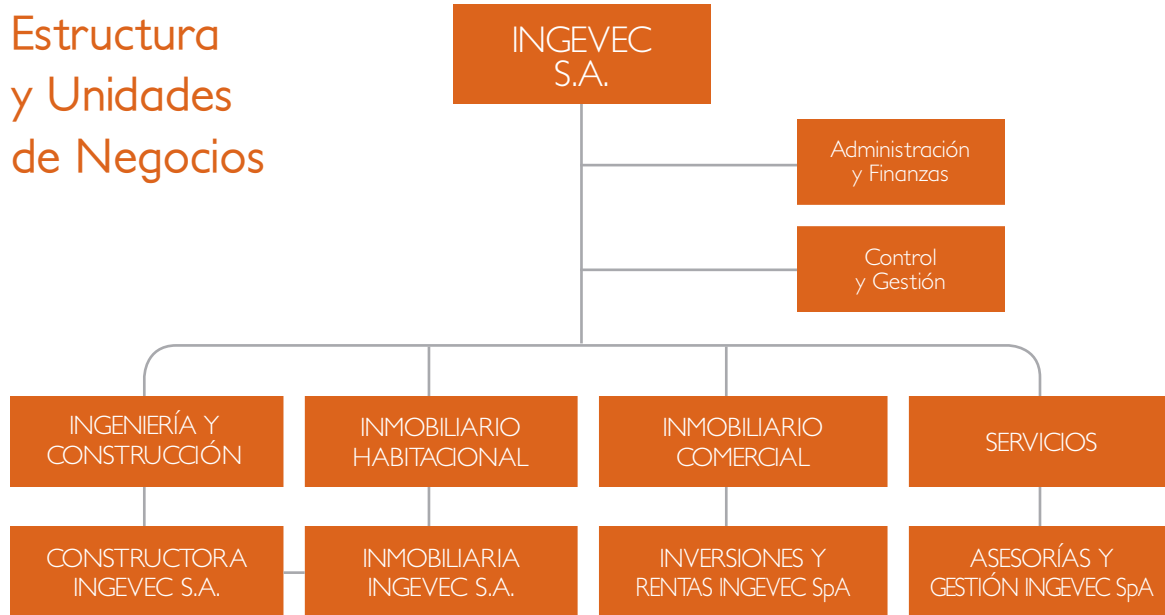 Estructura
y Unidades
de Negocios
INGEVEC
S.A.
Administración
y Finanzas
Control
y Gestión
INGENIERÍA Y
CONSTRUCCIÓN
INMOBILIARIO
HABITACIONAL
INMOBILIARIO
COMERCIAL
SERVICIOS
CONSTRUCTORA
INGEVEC S.A.
INMOBILIARIA
INGEVEC S.A.
INVERSIONES Y
RENTAS INGEVEC SpA
ASESORÍAS Y
GESTIÓN INGEVEC SpA